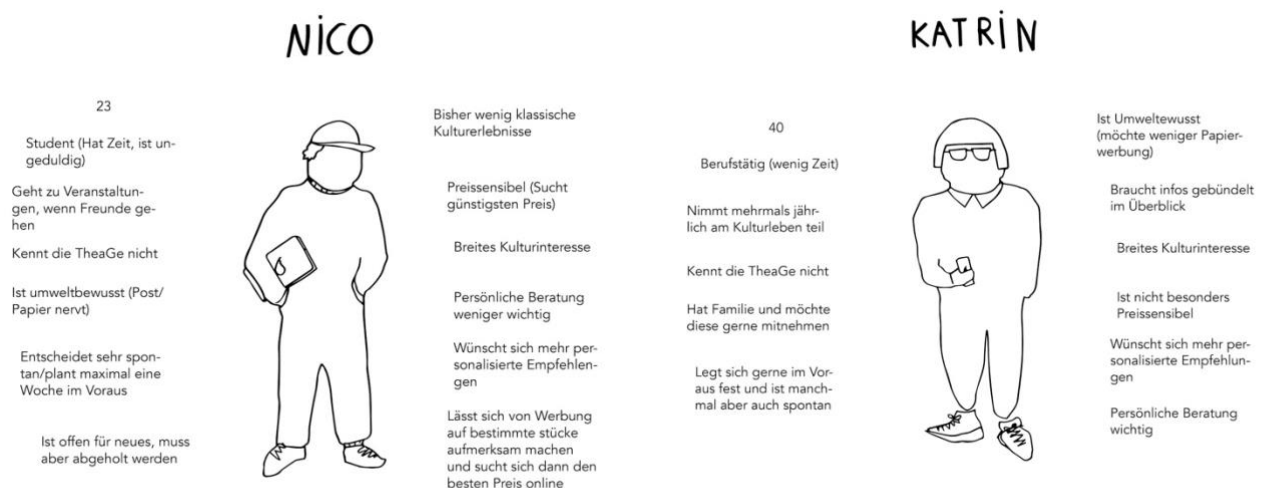 NiCO
23
Student (Hat Zeit, ist un-
geduldig)
Geht zu Veranstaltun-
gen, wenn Freunde ge-
hen
Kennt die TheaGe nicht
Ist umweltbewusst (Post/
Papier nervt)
Entscheidet sehr spon-
tan/plant maximal eine
Woche im Voraus
Ist offen für neues, muss
aber abgeholt werden
Bisher wenig klassische
Kulturerlebnisse
Preissensibel (Sucht
günstigsten Preis)
Breites Kulturinteresse
Persönliche Beratung
weniger wichtig
Wünscht sich mehr per-
sonalisierte Empfehlen-
gen
Lässt sich von Werbung
auf bestimmte stücke
aufmerksam machen
und sucht sich dann den
besten Preis online
KATRiN
40
Berufstätig (wenig Zeit)
Nimmt mehrmals jähr-
lich am Kulturleben teil
Kennt die TheaGe nicht
Hat Familie und möchte
diese gerne mitnehmen
Legt sich gerne im Vor-
aus fest und ist manch-
mal aber auch spontan
Ist Umweltewusst
(möchte weniger Papier-
werbung)
Braucht infos gebündelt
im Überblick
Breites Kulturinteresse
Ist nicht besonders
Preissensibel
Wünscht sich mehr per-
sonalisierte Empfehlun-
gen
Persönliche Beratung
wichtig